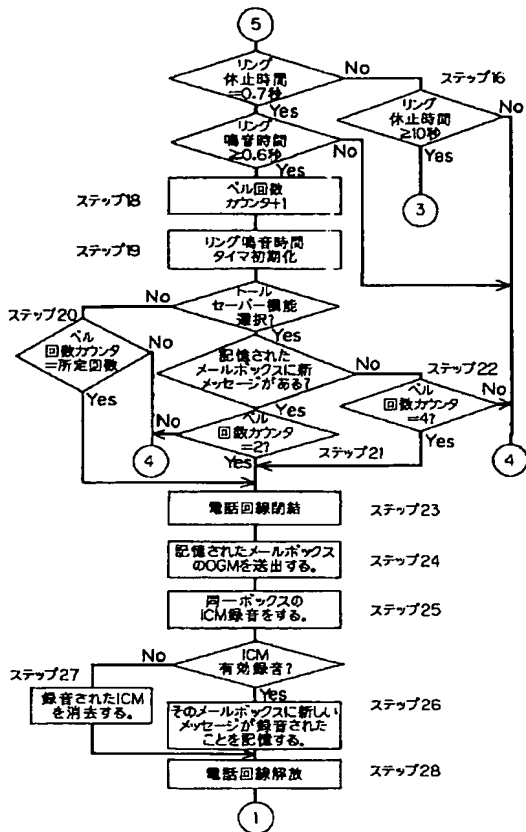 5
リング
休止時間
=0.7秒
No
ステップ16
Yes
リング
鳴音時間
≥0.6秒
No
リング
休止時間
≥10秒
No
Yes
Yes
3
ステップ18
ベル回数
カウンタ+1
ステップ19
リング鳴音時間
タイマ初期化
No
トール
セーバー機能
選択?
ステップ20
Yes
ベル
回数カウンタ
=所定回数
No
記憶された
メールボックスに新
メッセージがある?
No
ステップ22
Yes
Yes
ベル
回数カウンタ
=4?
No
No
ベル
回数カウンタ
=2?
Yes
ステップ21
Yes
4
4
電話回線閉結
ステップ23
記憶されたメールボックス
のOGMを送出する。
ステップ24
同一ボックスの
ICM録音をする。
ステップ25
No
ICM
有効録音?
ステップ27
Yes
録音されたICM
を消去する。
そのメールボックスに新しい
メッセージが録音された
ことを記憶する。
ステップ26
電話回線解放
ステップ28
1